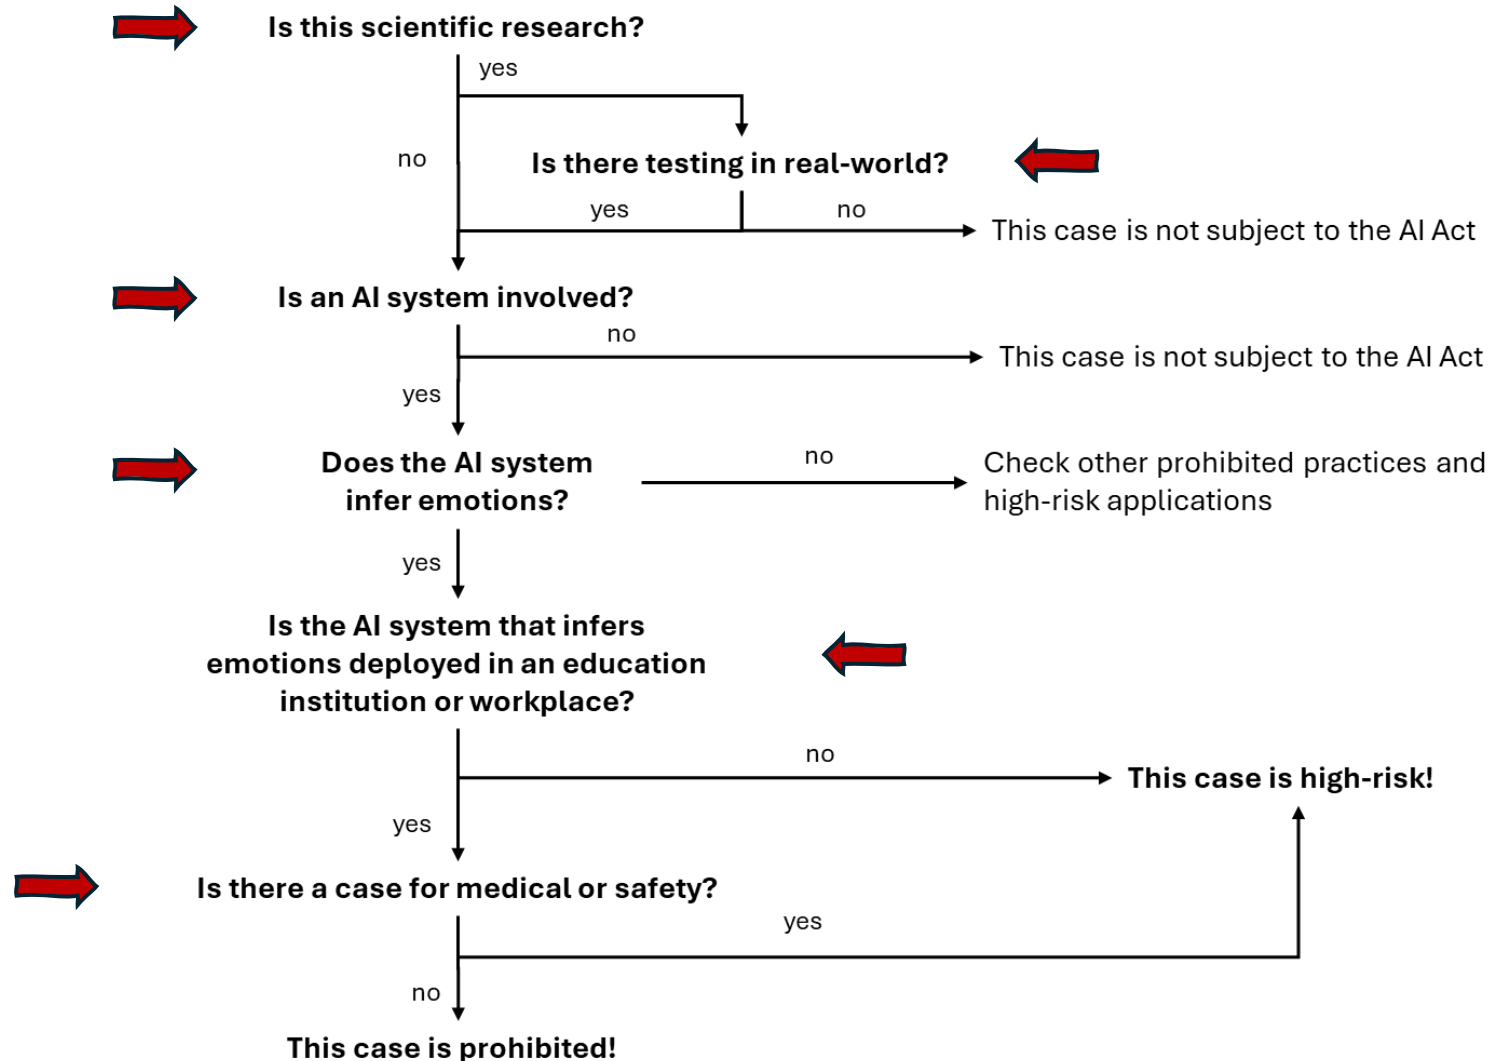 Is this scientific research?
yes
no
Is there testing in real-world?
yes
no
This case is not subject to the AI Act
Is an AI system involved?
no
This case is not subject to the AI Act
yes
Does the AI system
infer emotions?
no
Check other prohibited practices and
high-risk applications
yes
Is the AI system that infers
emotions deployed in an education
institution or workplace?
no
This case is high-risk!
yes
Is there a case for medical or safety?
yes
no
This case is prohibited!